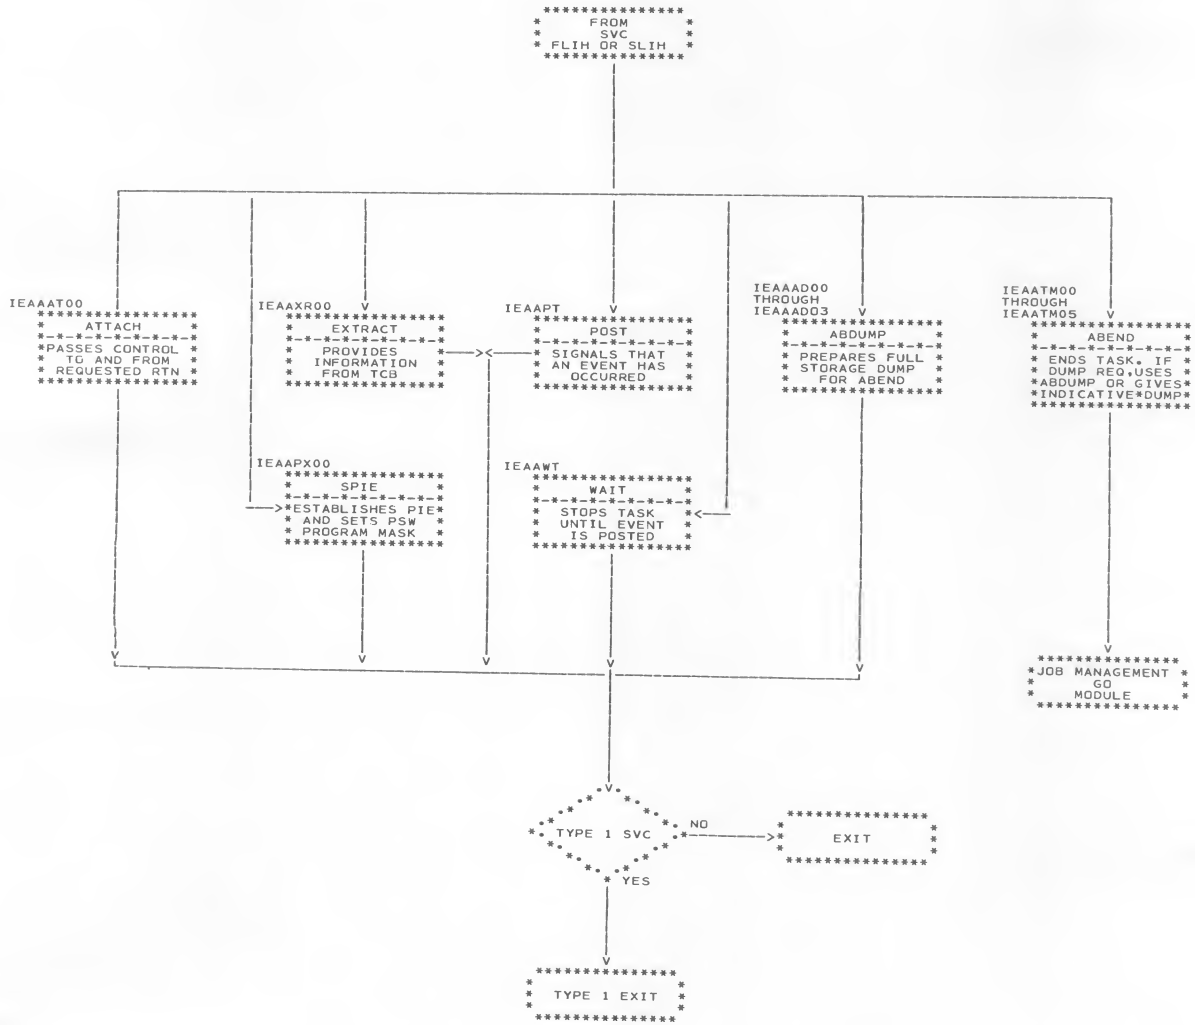 FROM
SVC
FLIH OR SLIH
IEAAAT00
ATTACH
PASSES CONTROL
TO AND FROM
REQUESTED RTN
IEAAXR00
EXTRACT
PROVIDES
INFORMATION
FROM TCB
IEAAPT
POST
SIGNALS THAT
AN EVENT HAS
OCCURRED
IEAAAD00
THROUGH
IEAAAD03
ABDUMP
PREPARES FULL
STORAGE DUMP
FOR ABEND
IEAATM00
THROUGH
IEAATM05
ABEND
ENDS TASK. IF
DUMP REQ,USES
ABDUMP OR GIVES
INDICATIVE*DUMP
IEAAPX00
SPIE
ESTABLISHES PIE
AND SETS PSW
PROGRAM MASK
IEAAWT
WAIT
STOPS TASK
UNTIL EVENT
IS POSTED
JOB MANAGEMENT
GO
MODULE
TYPE 1 SVC
NO
EXIT
YES
TYPE 1 EXIT